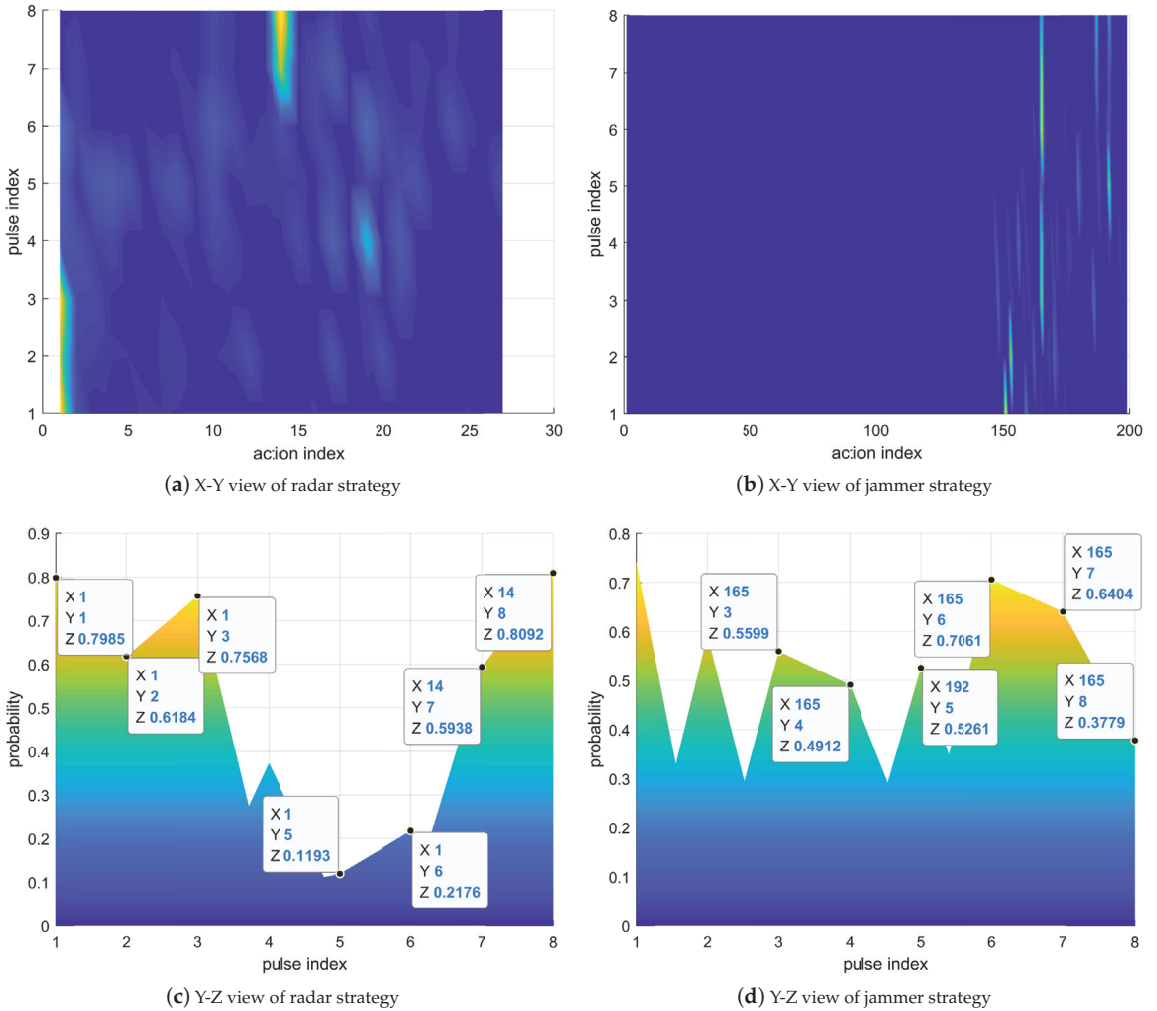 8
7
6
5
4
3
2
1
pulse index
0
5
10
15
20
25
30
action index
(a) X-Y view of radar strategy
8
7
6
5
4
3
2
1
pulse index
0
50
100
150
200
action index
(b) X-Y view of jammer strategy
0.9
0.8
0.7
0.6
0.5
0.4
0.3
0.2
0.1
0
probability
X 1
Y 1
Z 0.7985
X 1
Y 2
Z 0.6184
X 1
Y 3
Z 0.7568
X 1
Y 5
Z 0.1193
X 1
Y 6
Z 0.2176
X 14
Y 7
Z 0.5938
X 14
Y 8
Z 0.8092
1 2 3 4 5 6 7 8
pulse index
(c) Y-Z view of radar strategy
0.8
0.7
0.6
0.5
0.4
0.3
0.2
0.1
0
probability
X 165
Y 3
Z 0.5599
X 165
Y 4
Z 0.4912
X 192
Y 5
Z 0.5261
X 165
Y 6
Z 0.7061
X 165
Y 7
Z 0.6404
X 165
Y 8
Z 0.3779
1 2 3 4 5 6 7 8
pulse index
(d) Y-Z view of jammer strategy